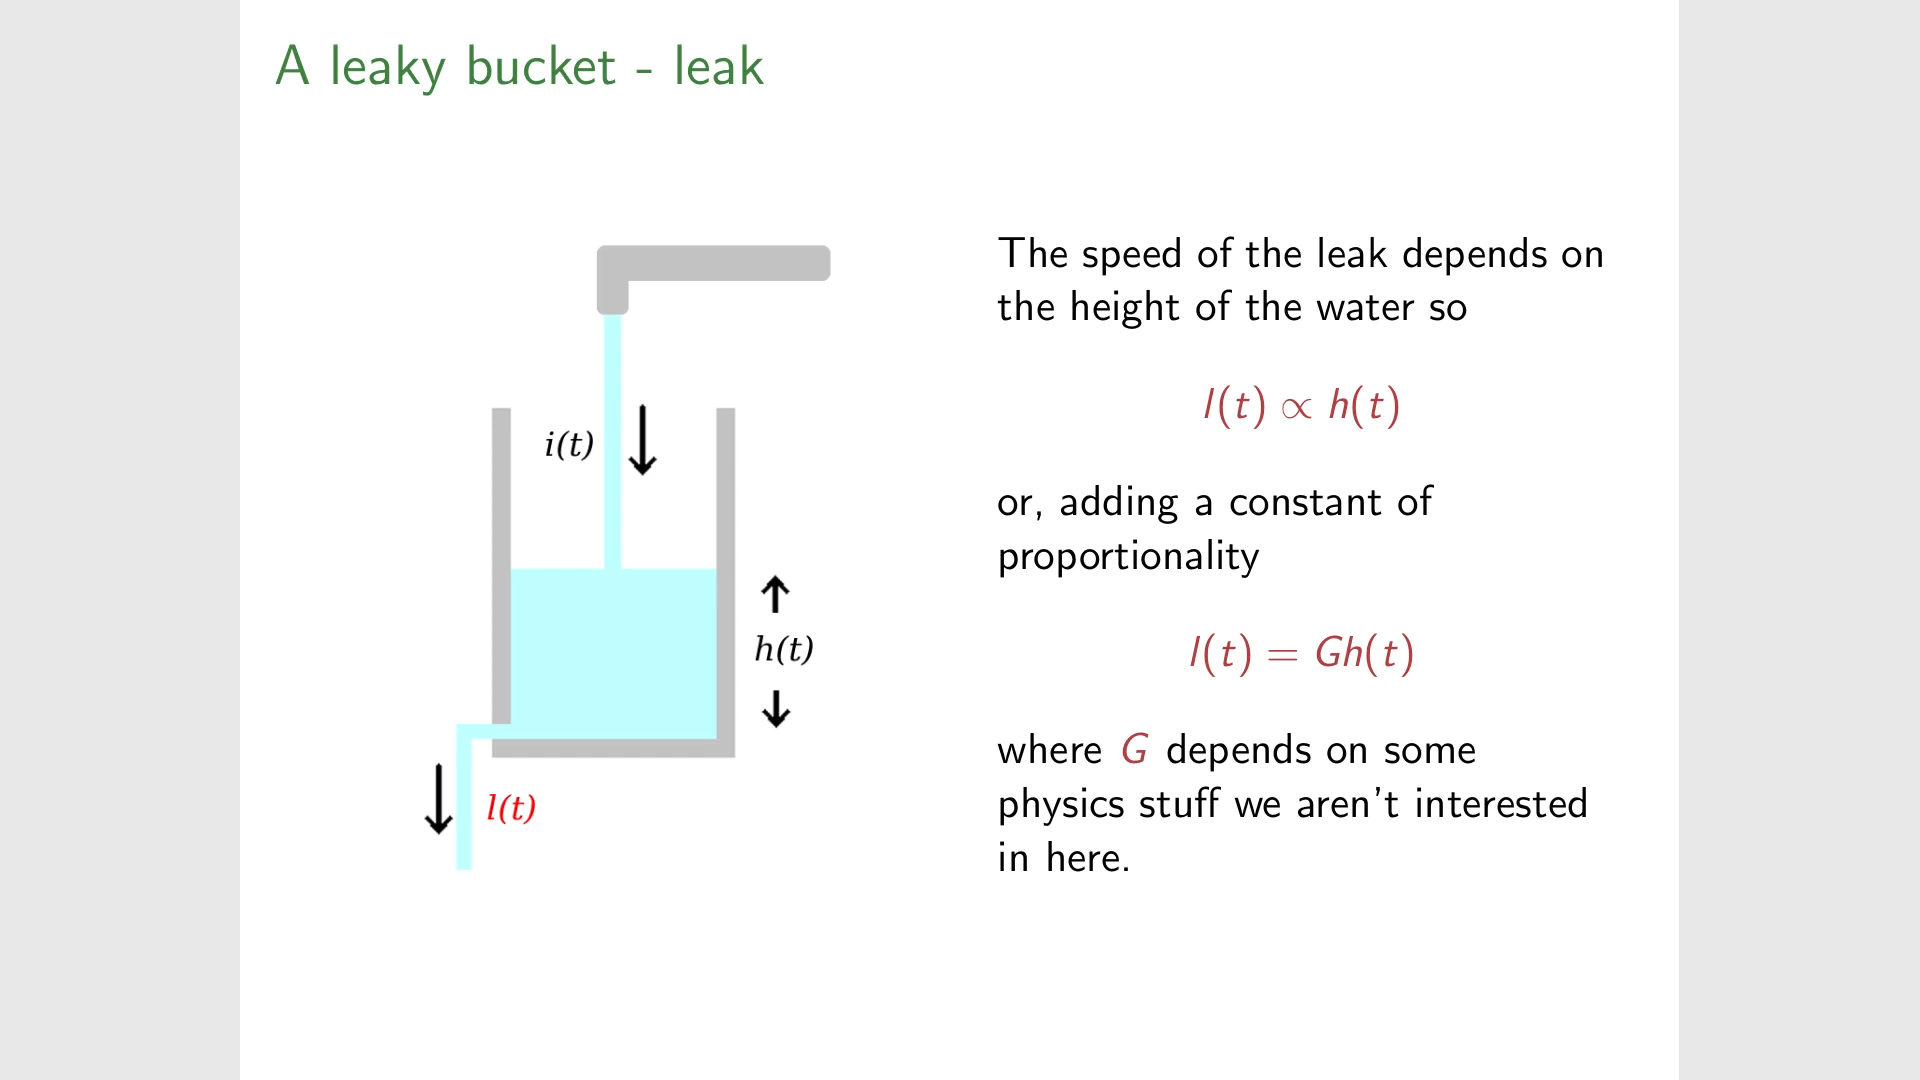 A leaky bucket - leak
i(t)
h(t)
l(t)
The speed of the leak depends on
the height of the water so
l(t) ∝ h(t)
or, adding a constant of
proportionality
l(t) = Gh(t)
where G depends on some
physics stuff we aren't interested
in here.